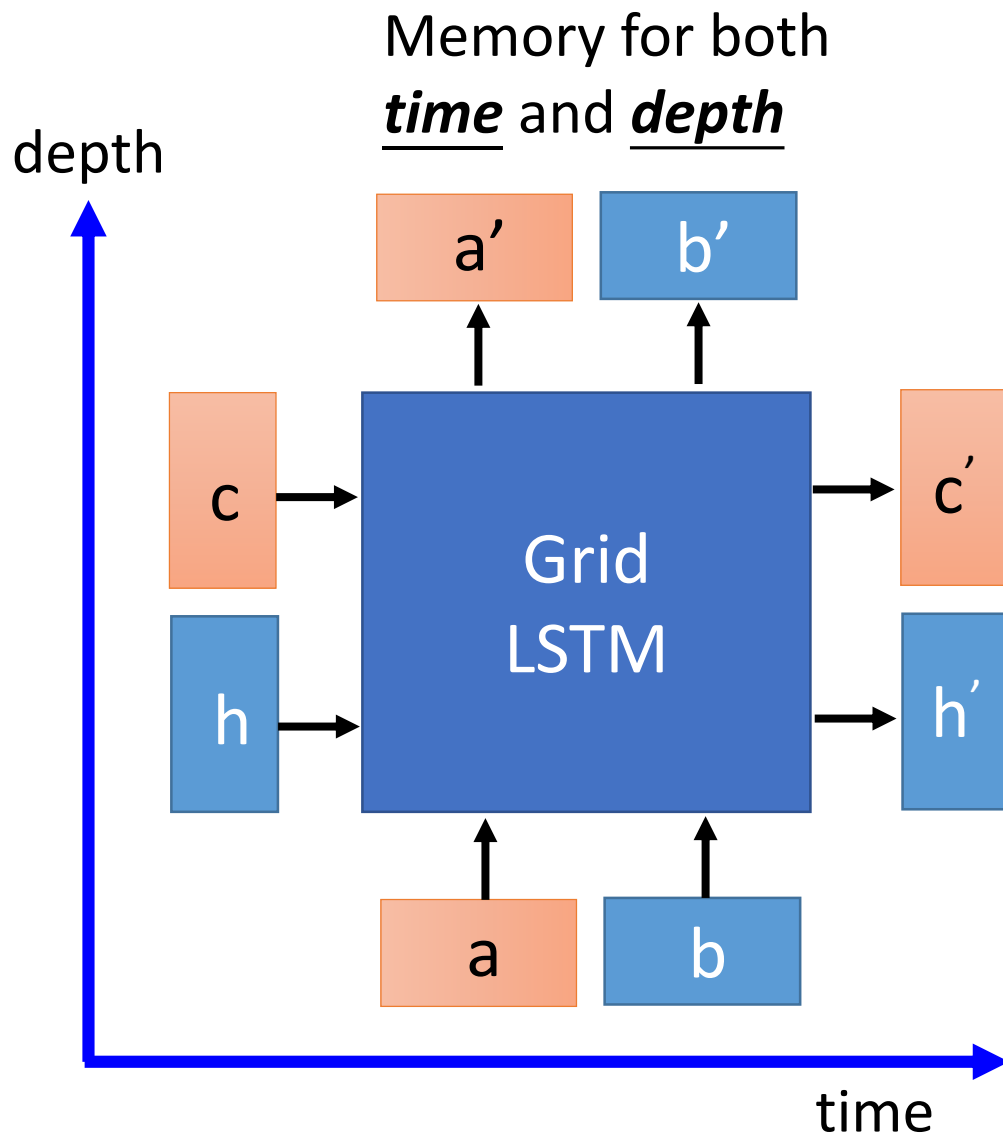 Memory for both
time and depth
depth
a’ b’
c c’
Grid
LSTM
h h’
a b
time